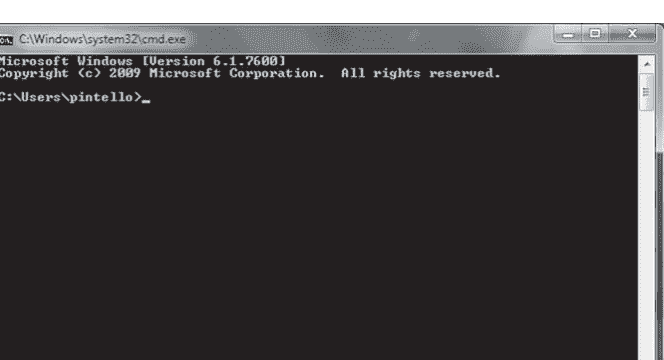 C:\Windows\system32\cmd.exe
Microsoft Windows [Version 6.1.7600]
Copyright (c) 2009 Microsoft Corporation.  All rights reserved.
C:\Users\pintello>_